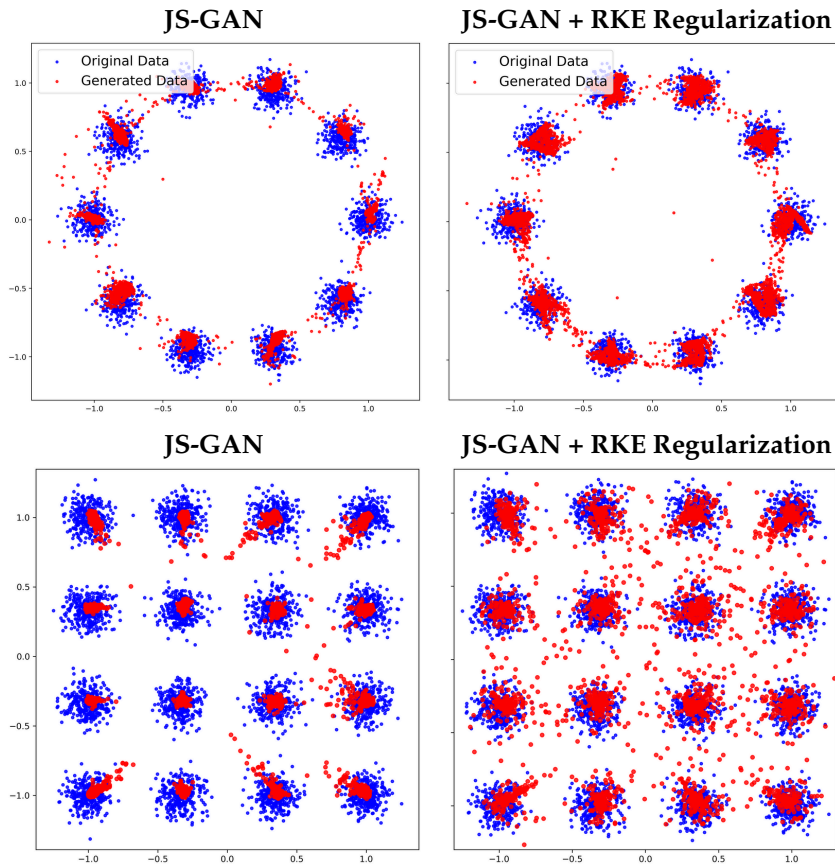 JS-GAN
JS-GAN + RKE Regularization
Original Data
Generated Data
1.0
0.5
0.0
−0.5
−1.0
−1.0 −0.5 0.0 0.5 1.0
Original Data
Generated Data
−1.0 −0.5 0.0 0.5 1.0
JS-GAN
JS-GAN + RKE Regularization
1.0
0.5
0.0
−0.5
−1.0
−1.0 −0.5 0.0 0.5 1.0
−1.0 −0.5 0.0 0.5 1.0